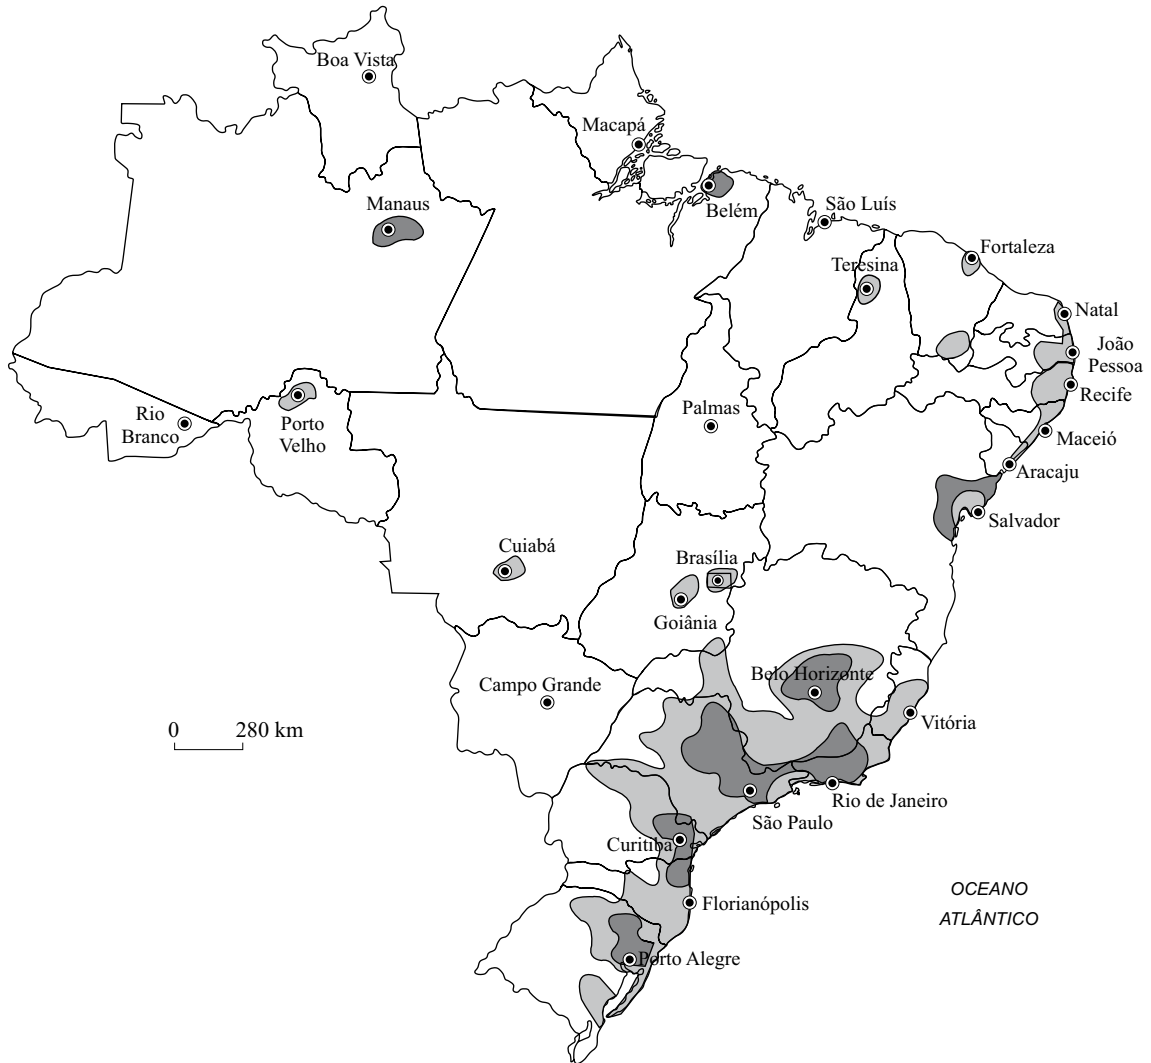 Boa Vista
Macapá
Manaus
Belém
São Luís
Fortaleza
Teresina
Natal
João
Pessoa
Recife
Rio
Branco
Porto
Velho
Palmas
Maceió
Aracaju
Salvador
Cuiabá
Brasília
Goiânia
Belo Horizonte
Campo Grande
Vitória
0 280 km
Rio de Janeiro
São Paulo
Curitiba
Florianópolis
OCEANO
ATLÂNTICO
Porto Alegre